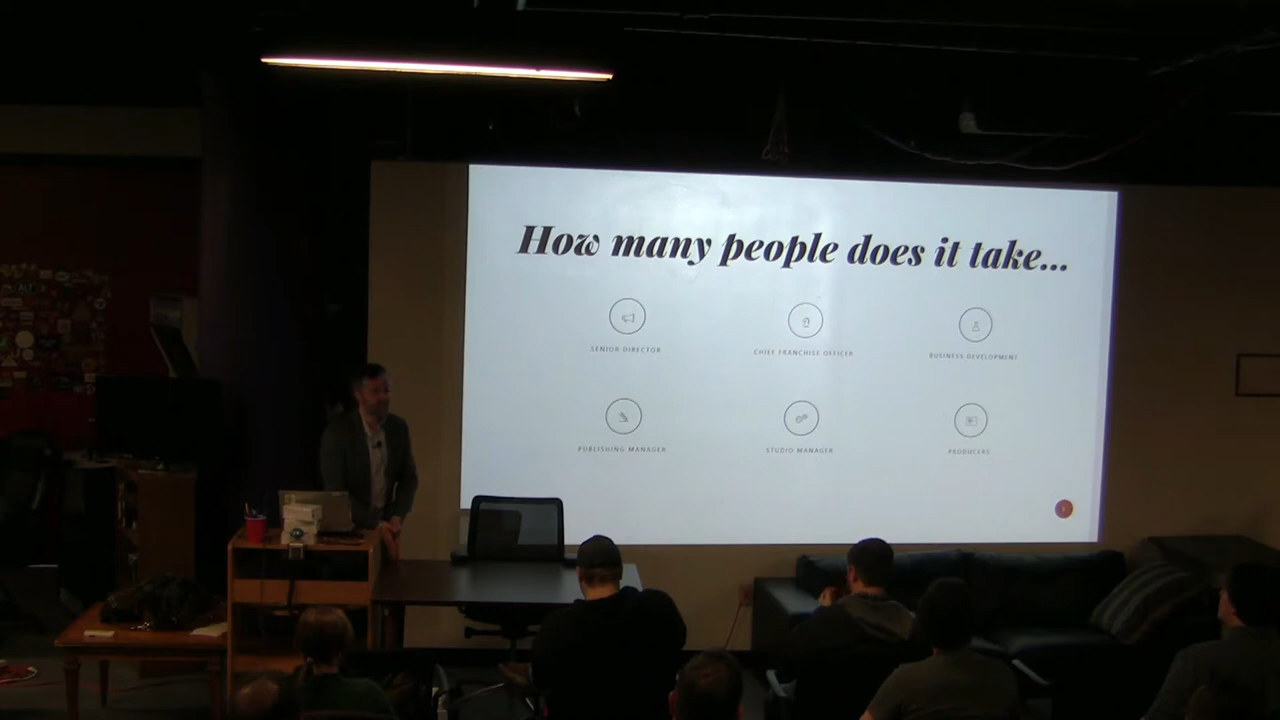 How many people does it take...
SENIOR DIRECTOR
CHIEF FRANCHISE OFFICER
BUSINESS DEVELOPMENT
PUBLISHING MANAGER
STUDIO MANAGER
PRODUCERS